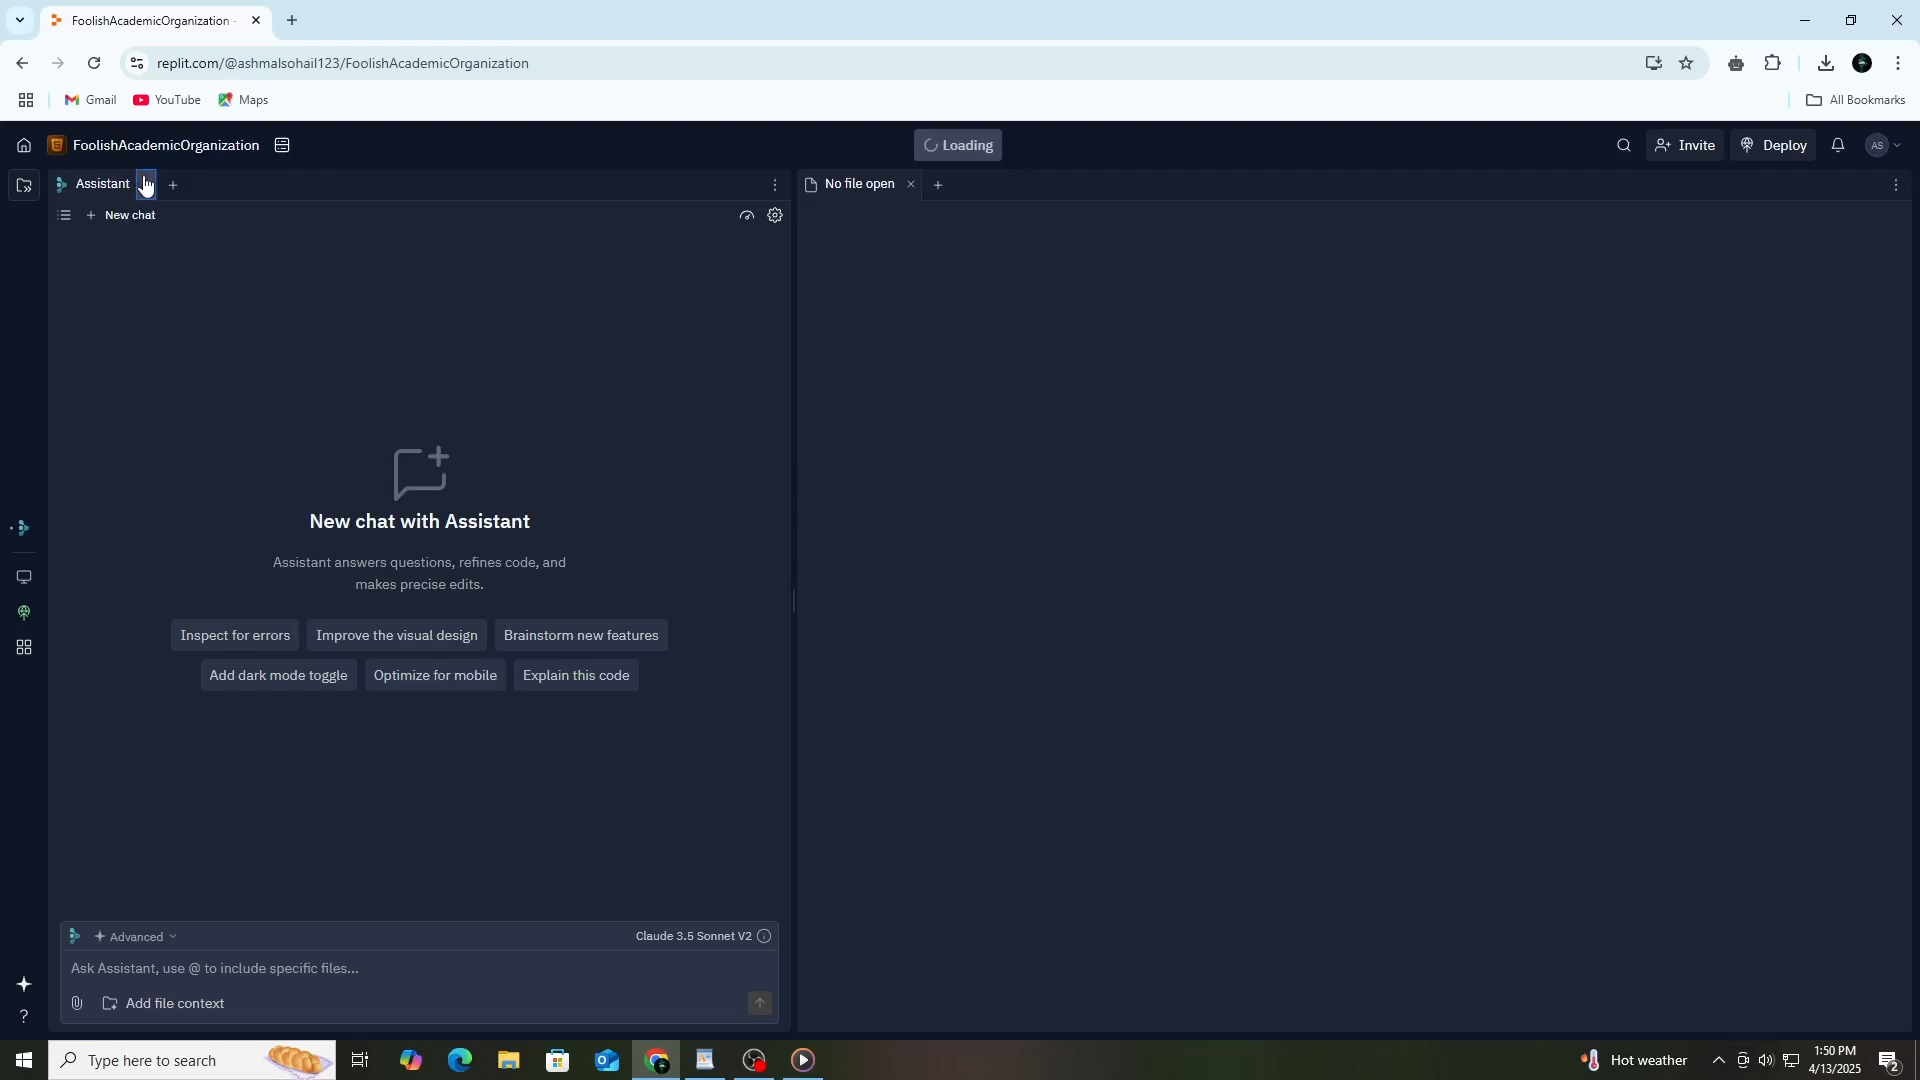 FoolishAcademicOrganization -
replit.com/@ashmalsohail123/FoolishAcademicOrganization
Gmail
YouTube
Maps
All Bookmarks
FoolishAcademicOrganization
Loading
Invite
Deploy
AS
Assistant
No file open
New chat
New chat with Assistant
Assistant answers questions, refines code, and
makes precise edits.
Inspect for errors
Improve the visual design
Brainstorm new features
Add dark mode toggle
Optimize for mobile
Explain this code
Advanced
Claude 3.5 Sonnet V2
Ask Assistant, use @ to include specific files...
Add file context
Type here to search
Hot weather
1:50 PM
4/13/2025
2